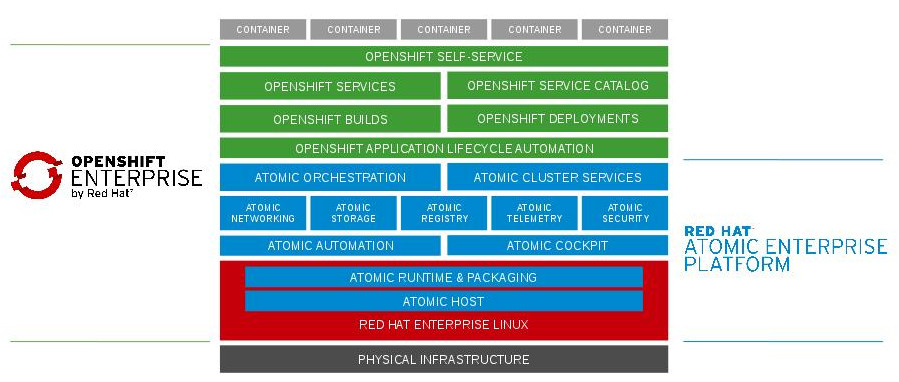 CONTAINER CONTAINER CONTAINER CONTAINER CONTAINER
OPENSHIFT SELF-SERVICE
OPENSHIFT SERVICES OPENSHIFT SERVICE CATALOG
OPENSHIFT BUILDS OPENSHIFT DEPLOYMENTS
OPENSHIFT APPLICATION LIFECYCLE AUTOMATION
OPENSHIFT
ENTERPRISE
by Red Hat™
ATOMIC ORCHESTRATION ATOMIC CLUSTER SERVICES
ATOMIC NETWORKING
ATOMIC STORAGE
ATOMIC REGISTRY
ATOMIC TELEMETRY
ATOMIC SECURITY
ATOMIC AUTOMATION ATOMIC COCKPIT
RED HAT™
ATOMIC ENTERPRISE
PLATFORM
ATOMIC RUNTIME & PACKAGING
ATOMIC HOST
RED HAT ENTERPRISE LINUX
PHYSICAL INFRASTRUCTURE